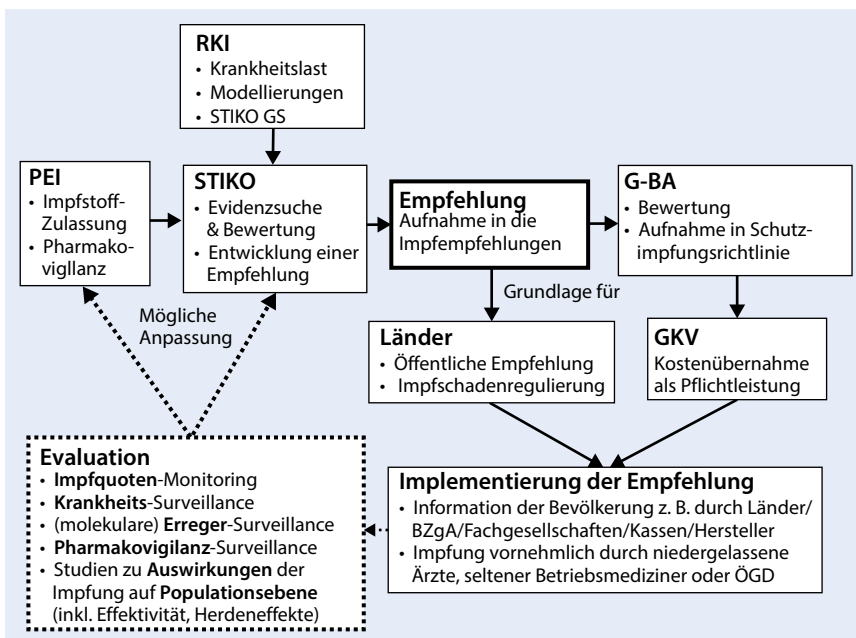 RKI
• Krankheitslast
• Modellierungen
• STIKO GS
PEI
• Impfstoff-
Zulassung
• Pharmako-
vigllanz
STIKO
• Evidenzsuche
& Bewertung
• Entwicklung einer
Empfehlung
Empfehlung
Aufnahme in die
Impfempfehlungen
G-BA
• Bewertung
• Aufnahme in Schutz-
impfungsrichtlinie
Mögliche
Anpassung
Grundlage für
Länder
• Öffentliche Empfehlung
• Impfschadenregulierung
GKV
Kostenübernahme
als Pflichtleistung
Evaluation
• Impfquoten-Monitoring
• Krankheits-Surveillance
• (molekulare) Erreger-Surveillance
• Pharmakovigilanz-Surveillance
• Studien zu Auswirkungen der
Impfung auf Populationsebene
(inkl. Effektivität, Herdeneffekte)
Implementierung der Empfehlung
• Information der Bevölkerung z. B. durch Länder/
BZgA/Fachgesellschaften/Kassen/Hersteller
• Impfung vornehmlich durch niedergelassene
Ärzte, seltener Betriebsmediziner oder ÖGD